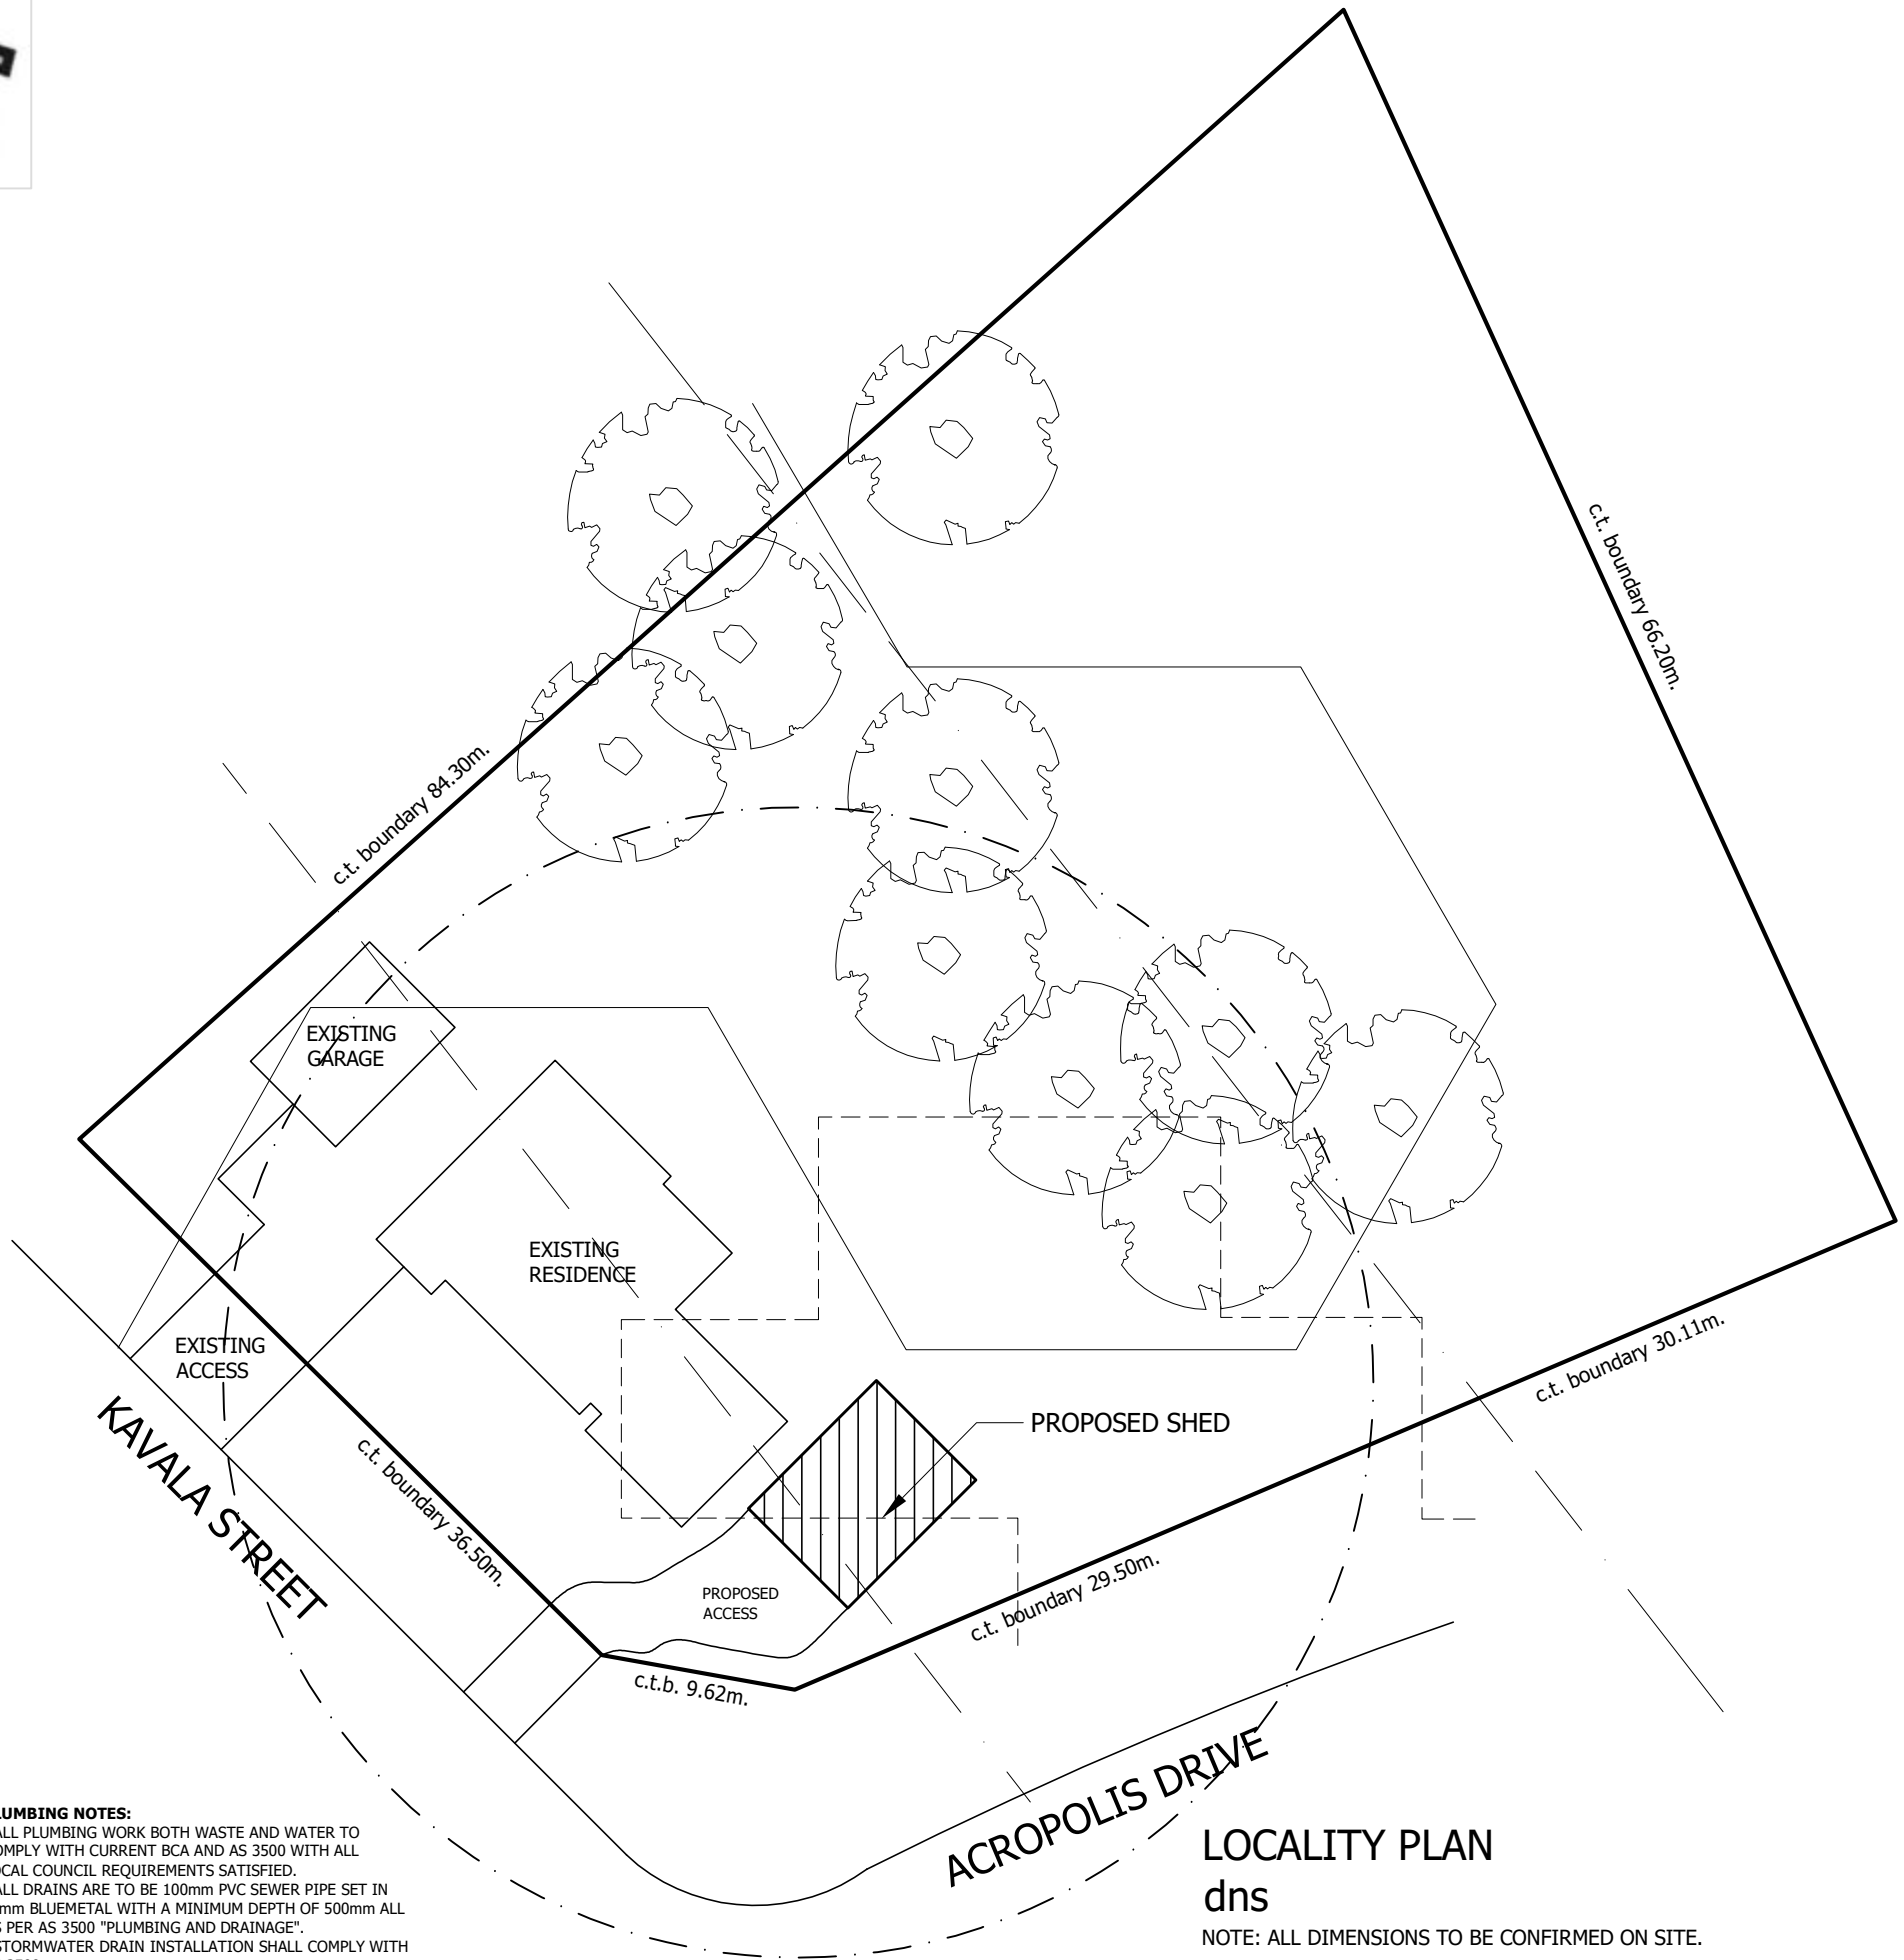 c.t. boundary 66.20m.
c.t. boundary 84.30m.
EXISTING
GARAGE
EXISTING
RESIDENCE
EXISTING
ACCESS
c.t. boundary 30.11m.
PROPOSED SHED
KAVALA STREET
c.t. boundary 36.50m.
PROPOSED
ACCESS
c.t. boundary 29.50m.
c.t.b. 9.62m.
ACROPOLIS DRIVE
LUMBING NOTES:
ALL PLUMBING WORK BOTH WASTE AND WATER TO
OMPLY WITH CURRENT BCA AND AS 3500 WITH ALL
OCAL COUNCIL REQUIREMENTS SATISFIED.
ALL DRAINS ARE TO BE 100mm PVC SEWER PIPE SET IN
mm BLUEMETAL WITH A MINIMUM DEPTH OF 500mm ALL
S PER AS 3500 "PLUMBING AND DRAINAGE".
STORMWATER DRAIN INSTALLATION SHALL COMPLY WITH
LOCALITY PLAN
dns
NOTE: ALL DIMENSIONS TO BE CONFIRMED ON SITE.